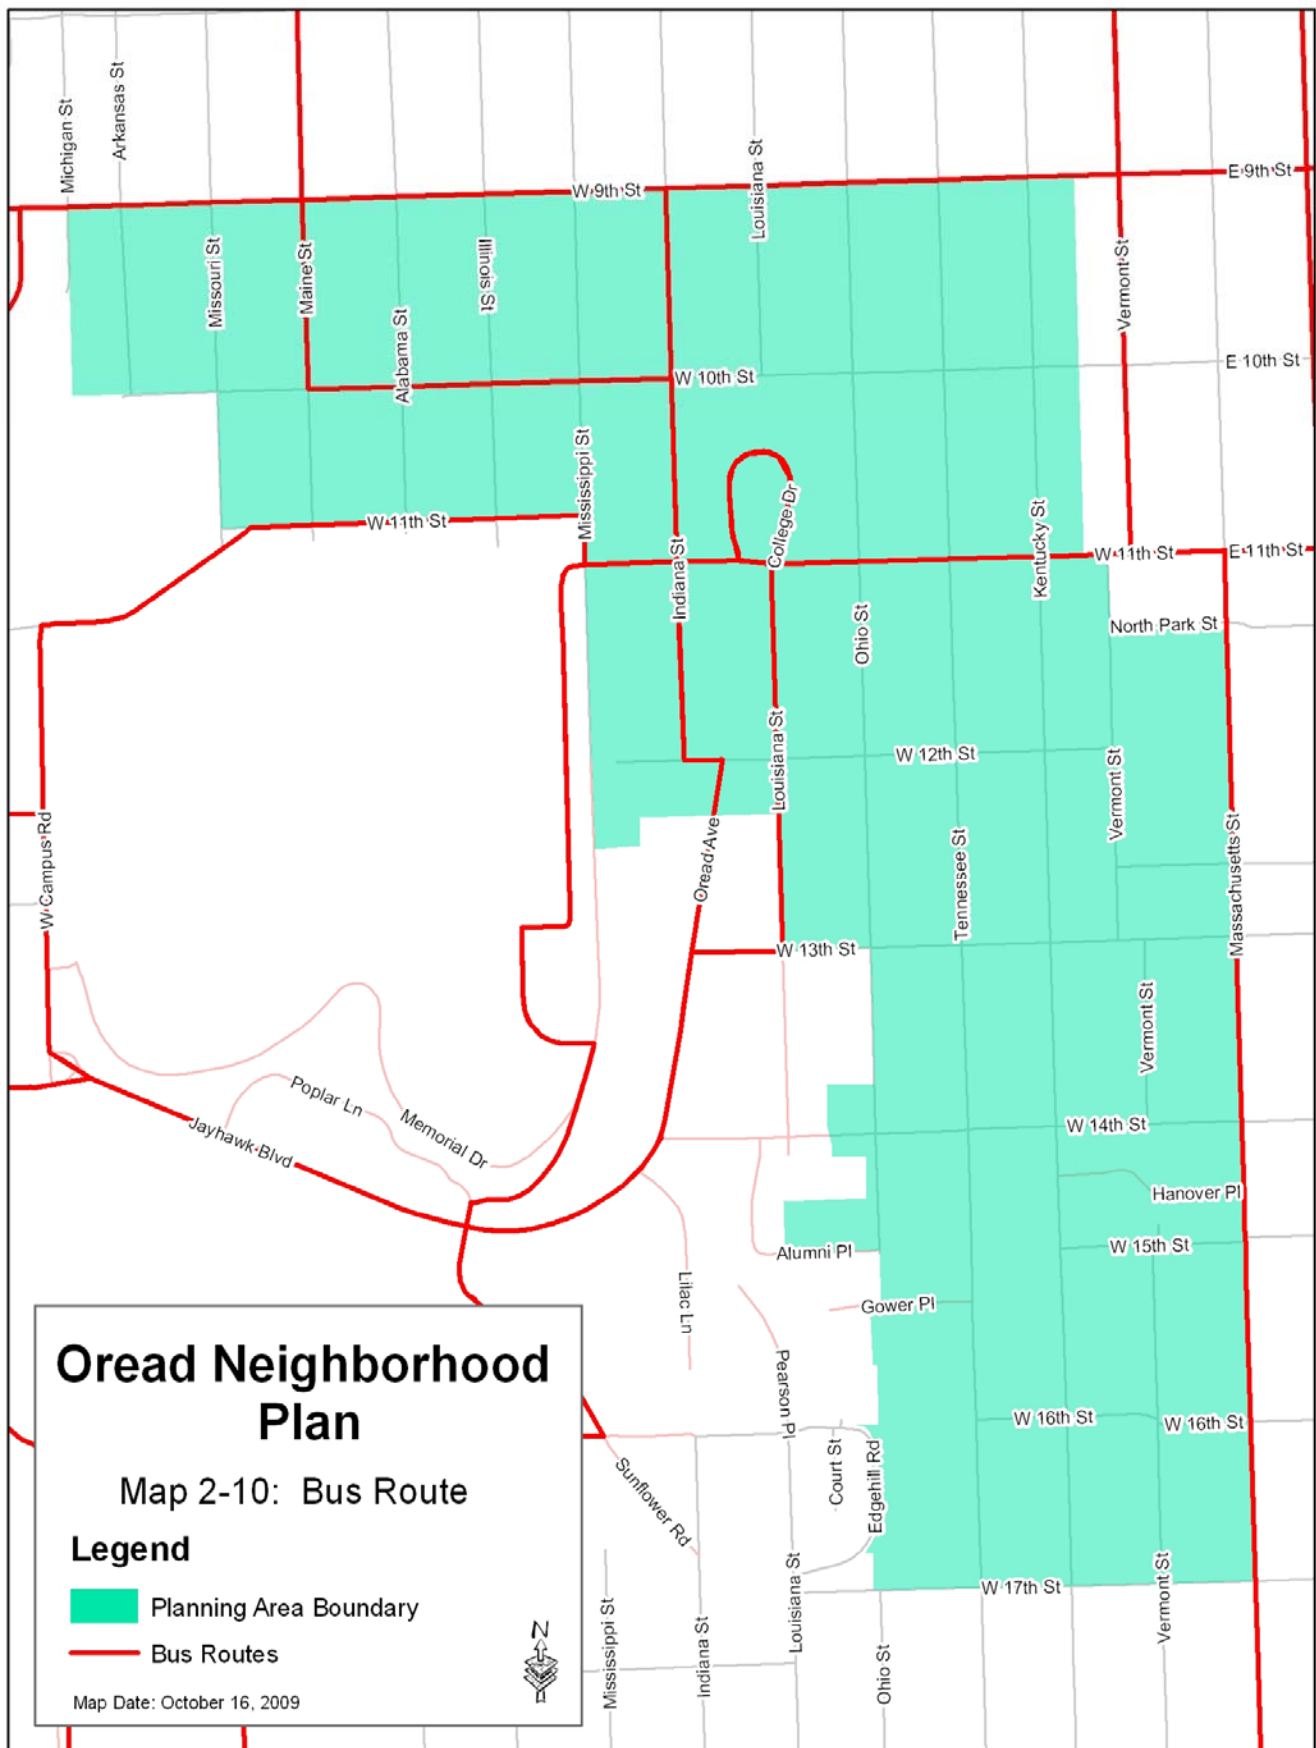 Michigan St
Arkansas St
W 9th St
Louisiana St
E 9th St
Missouri St
Maine St
Illinois St
Vermont St
Alabama St
W 10th St
E 10th St
Mississippi St
College Dr
W 11th St
Indiana St
Kentucky St
W 11th St
E 11th St
Ohio St
North Park St
Louisiana St
W 12th St
Vermont St
W Campus Rd
Oread Ave
Tennessee St
Massachusetts St
W 13th St
Vermont St
Poplar Ln
Memorial Dr
Jayhawk Blvd
W 14th St
Hanover Pl
Alumni Pl
W 15th St
Lilac Ln
Gower Pl
Pearson Pl
W 16th St
W 16th St
Sunflower Rd
Court St
Edgehill Rd
W 17th St
Louisiana St
Vermont St
Mississippi St
Indiana St
Ohio St
Oread Neighborhood
Plan
Map 2-10: Bus Route
Legend
Planning Area Boundary
Bus Routes
N
Map Date: October 16, 2009